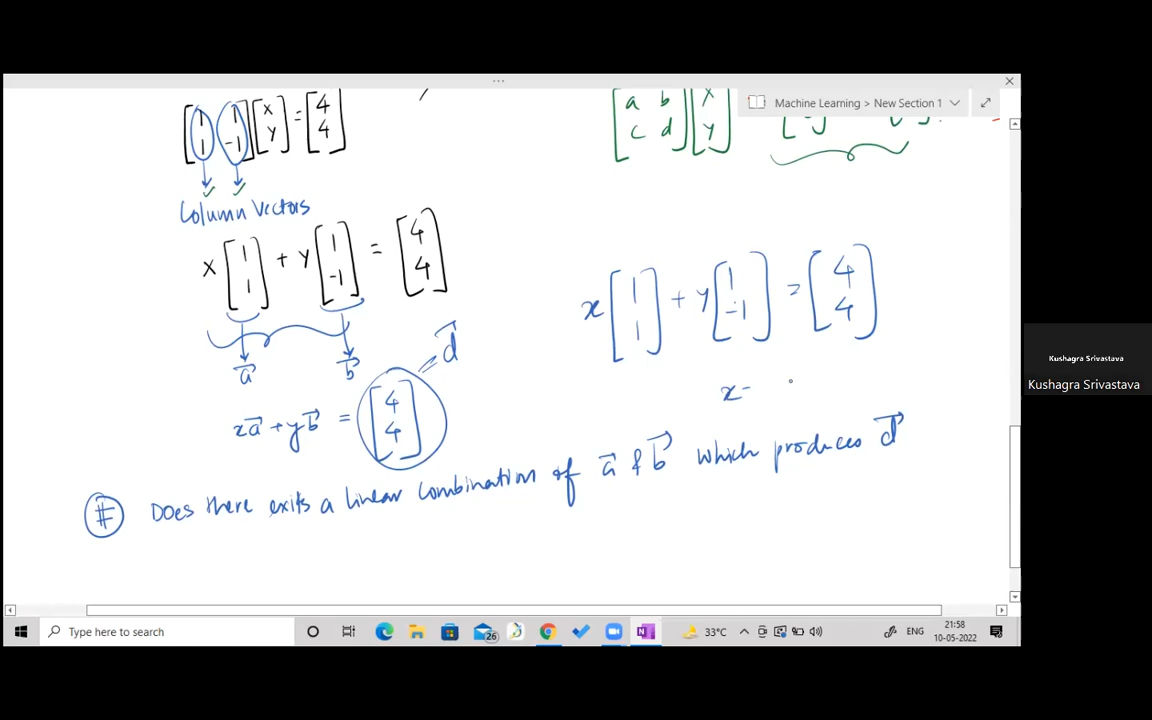 Machine Learning > New Section 1
[1 1; 1 -1] [x; y] = [4; 4]
[a b; c d] [x; y]
Column Vectors
x [1; 1] + y [1; -1] = [4; 4]
x [1; 1] + y [1; -1] = [4; 4]
a⃗ b⃗
= d⃗
xa⃗ + yb⃗ = [4; 4]
x-
# Does there exits a linear combination of a⃗ & b⃗ which produces d⃗
Kushagra Srivastava
Kushagra Srivastava
Type here to search
26
33°C
ENG
21:58
10-05-2022